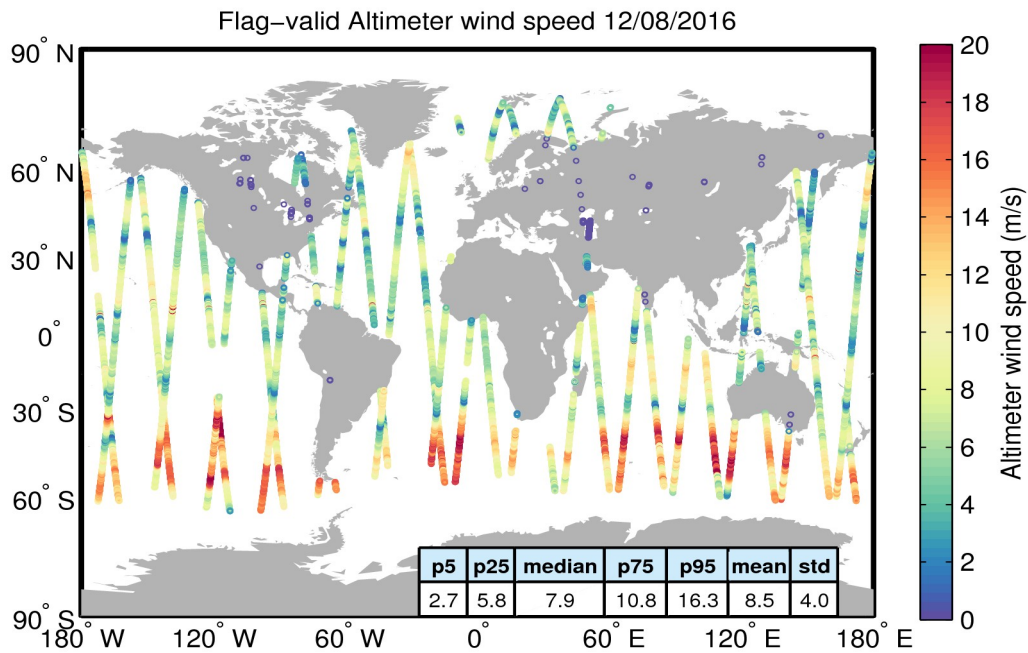 Flag−valid Altimeter wind speed 12/08/2016
90° N
60° N
30° N
0°
30° S
60° S
90° S
180° W
120° W
60° W
0°
60° E
120° E
180° E
p5 p25 median p75 p95 mean std
2.7 5.8 7.9 10.8 16.3 8.5 4.0
20
18
16
14
12
10
8
6
4
2
0
Altimeter wind speed (m/s)